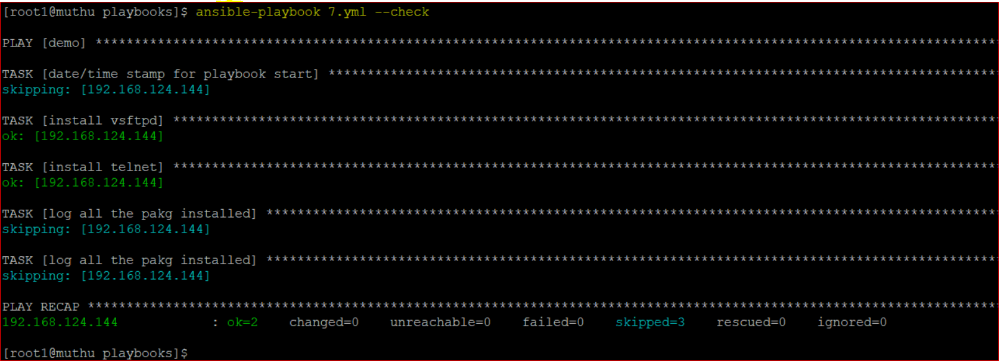 [root1@muthu playbooks]$ ansible-playbook 7.yml --check
PLAY [demo] *********************************************************************************************************************
TASK [date/time stamp for playbook start] ***************************************************************************************
skipping: [192.168.124.144]
TASK [install vsftpd] ***********************************************************************************************************
ok: [192.168.124.144]
TASK [install telnet] ***********************************************************************************************************
ok: [192.168.124.144]
TASK [log all the pakg installed] ***********************************************************************************************
skipping: [192.168.124.144]
TASK [log all the pakg installed] ***********************************************************************************************
skipping: [192.168.124.144]
PLAY RECAP **********************************************************************************************************************
192.168.124.144            : ok=2    changed=0    unreachable=0    failed=0    skipped=3    rescued=0    ignored=0
[root1@muthu playbooks]$